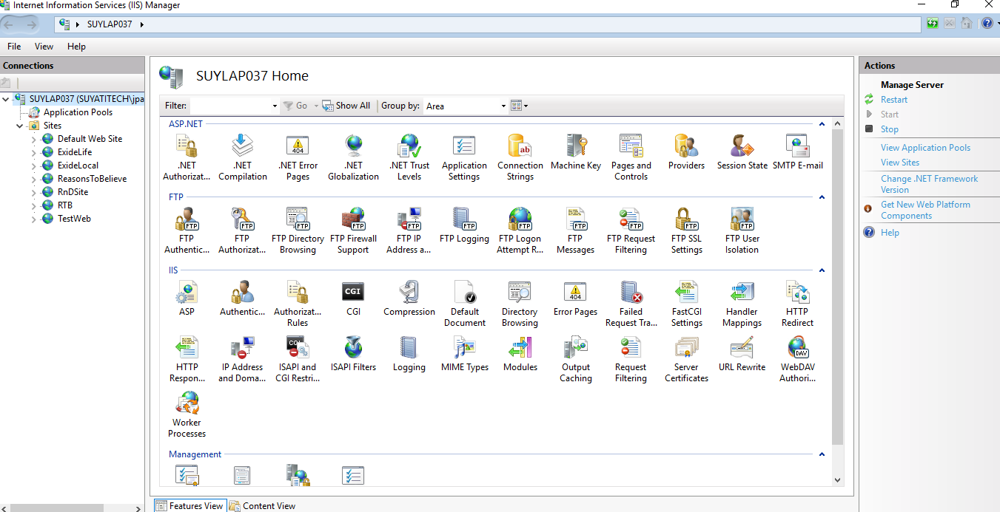 Internet Information Services (IIS) Manager
SUYLAP037
File View Help
Connections
SUYLAP037 (SUYATITECH\jpa
Application Pools
Sites
Default Web Site
ExideLife
ExideLocal
ReasonsToBelieve
RnDSite
RTB
TestWeb
SUYLAP037 Home
Filter: Go Show All Group by: Area
ASP.NET
.NET Authorizat...
.NET Compilation
.NET Error Pages
.NET Globalization
.NET Trust Levels
Application Settings
Connection Strings
Machine Key
Pages and Controls
Providers
Session State
SMTP E-mail
FTP
FTP Authentic...
FTP Authorizat...
FTP Directory Browsing
FTP Firewall Support
FTP IP Address a...
FTP Logging
FTP Logon Attempt R...
FTP Messages
FTP Request Filtering
FTP SSL Settings
FTP User Isolation
IIS
ASP
Authentic...
Authorizat... Rules
CGI
Compression
Default Document
Directory Browsing
Error Pages
Failed Request Tra...
FastCGI Settings
Handler Mappings
HTTP Redirect
HTTP Respon...
IP Address and Doma...
ISAPI and CGI Restri...
ISAPI Filters
Logging
MIME Types
Modules
Output Caching
Request Filtering
Server Certificates
URL Rewrite
WebDAV Authori...
Worker Processes
Management
Features View Content View
Actions
Manage Server
Restart
Start
Stop
View Application Pools
View Sites
Change .NET Framework
Version
Get New Web Platform
Components
Help